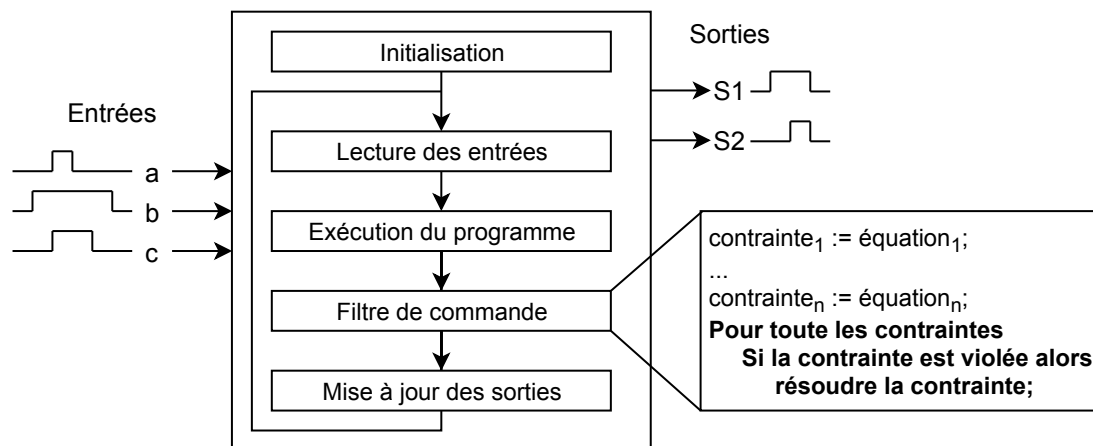 Initialisation
Sorties
S1
Entrées
S2
Lecture des entrées
a
b
Exécution du programme
c
contrainte1 := équation1;
...
contrainten := équationn;
Filtre de commande
Pour toute les contraintes
Si la contrainte est violée alors
résoudre la contrainte;
Mise à jour des sorties